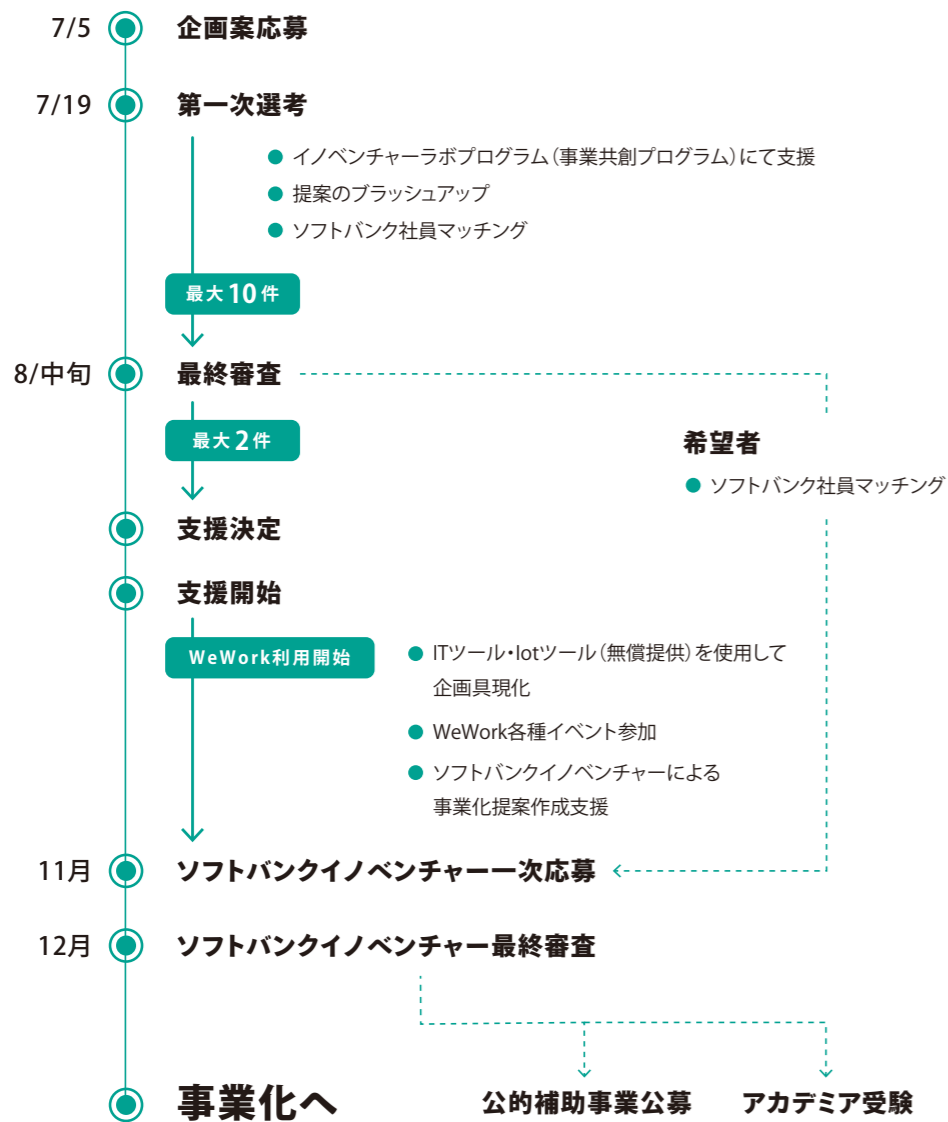 7/5 企画案応募
7/19 第一次選考
● イノベンチャーラボプログラム（事業共創プログラム）にて支援
● 提案のブラッシュアップ
● ソフトバンク社員マッチング
最大10件
8/中旬 最終審査
最大2件
希望者
● ソフトバンク社員マッチング
支援決定
支援開始
WeWork利用開始
● ITツール・Iotツール（無償提供）を使用して
企画具現化
● WeWork各種イベント参加
● ソフトバンクイノベンチャーによる
事業化提案作成支援
11月 ソフトバンクイノベンチャー一次応募
12月 ソフトバンクイノベンチャー最終審査
事業化へ
公的補助事業公募
アカデミア受験